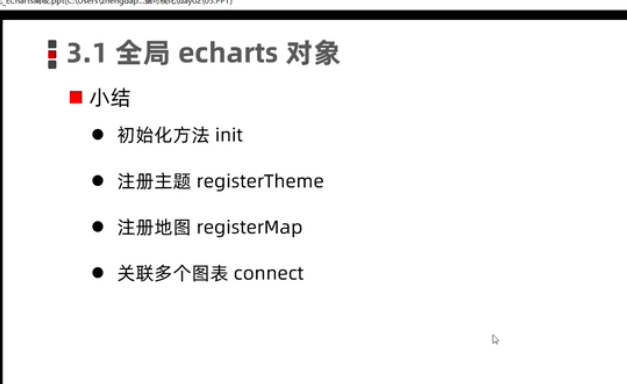 3.1 全局 echarts 对象
小结
初始化方法 init
注册主题 registerTheme
注册地图 registerMap
关联多个图表 connect